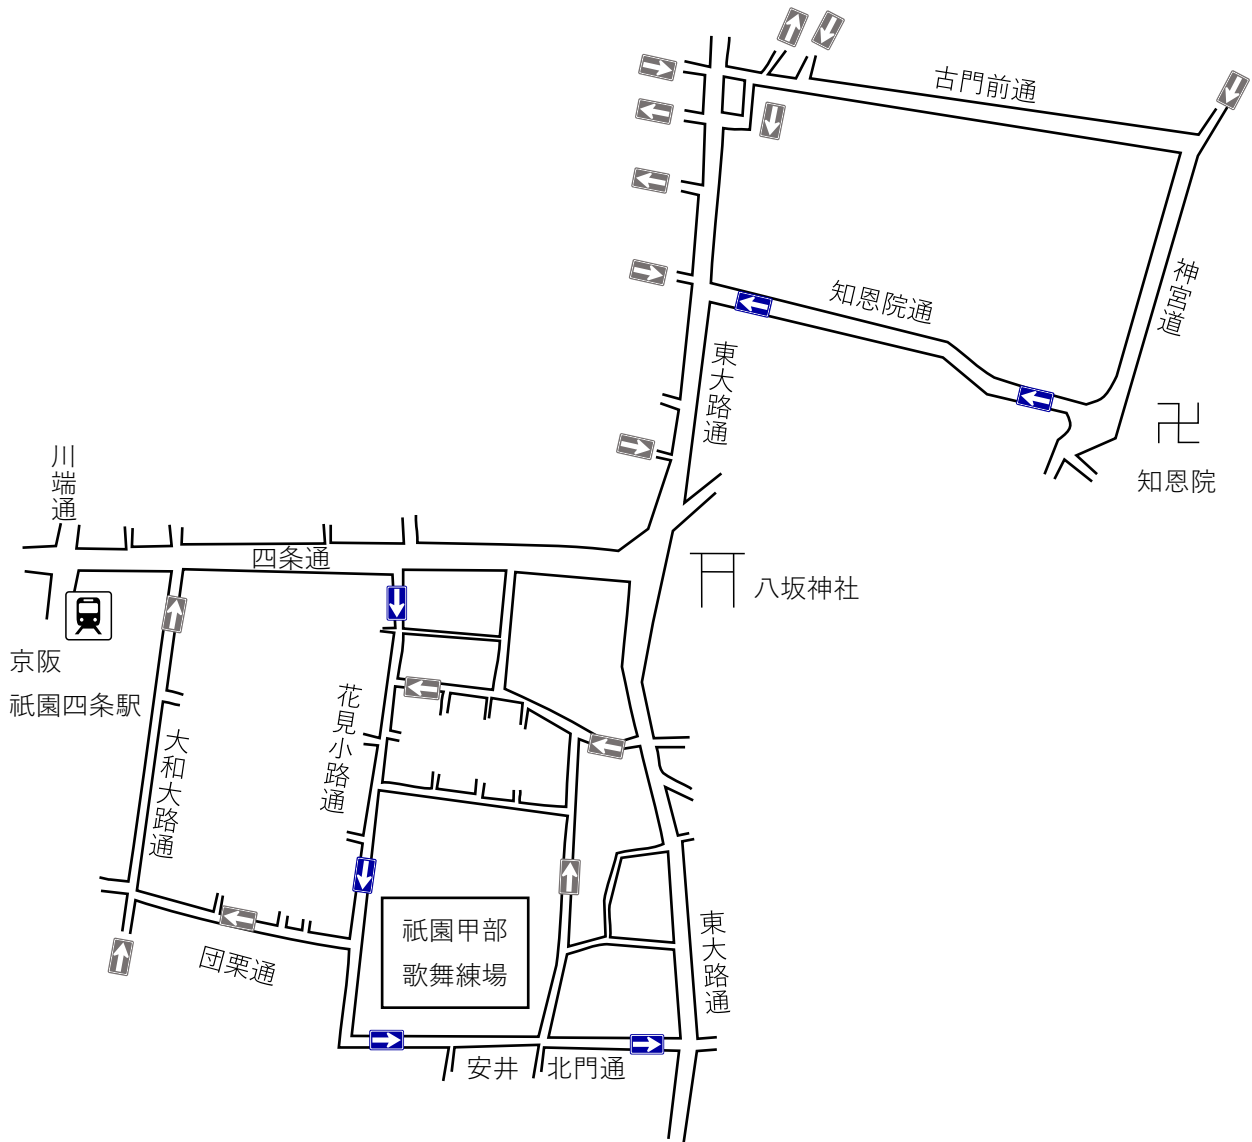 古門前通
神宮道
知恩院通
東大路通
知恩院
川端通
四条通
八坂神社
京阪
祇園四条駅
花見小路通
大和大路通
祇園甲部
歌舞練場
団栗通
東大路通
安井 北門通